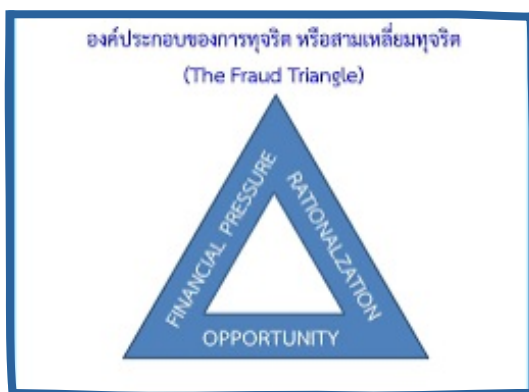 องค์ประกอบของการทุจริต หรือสามเหลี่ยมทุจริต
(The Fraud Triangle)
FINANCIAL PRESSURE
RATIONALZATION
OPPORTUNITY